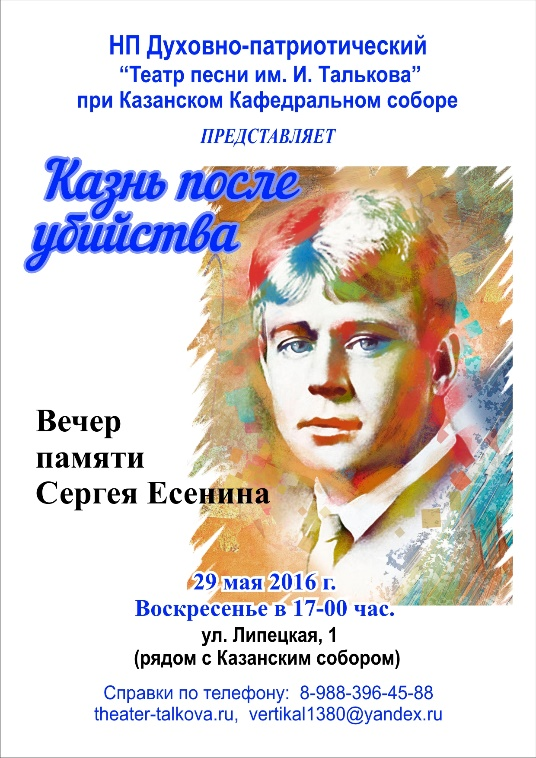 НП Духовно-патриотический
“Театр песни им. И. Талькова”
при Казанском Кафедральном соборе
ПРЕДСТАВЛЯЕТ
Казнь после
убийства
Вечер
памяти
Сергея Есенина
29 мая 2016 г.
Воскресенье в 17-00 час.
ул. Липецкая, 1
(рядом с Казанским собором)
Справки по телефону: 8-988-396-45-88
theater-talkova.ru, vertikal1380@yandex.ru